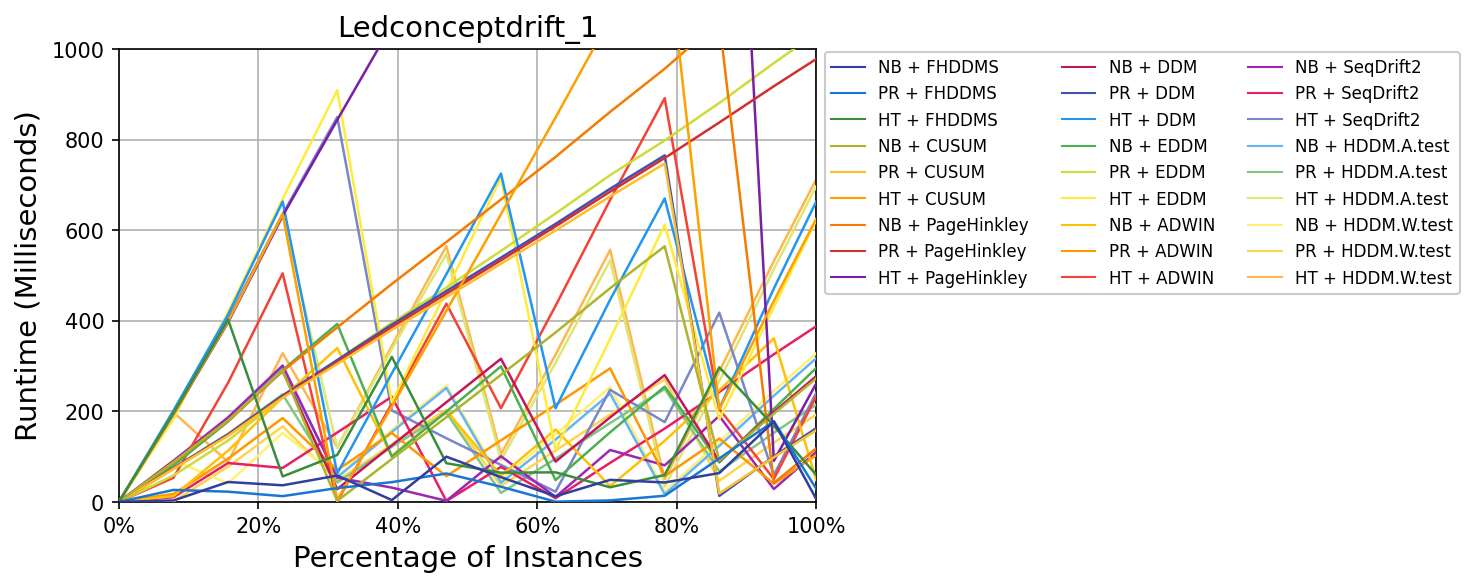 Ledconceptdrift_1
1000
800
600
400
200
0
Runtime (Milliseconds)
0% 20% 40% 60% 80% 100%
Percentage of Instances
NB + FHDDMS
PR + FHDDMS
HT + FHDDMS
NB + CUSUM
PR + CUSUM
HT + CUSUM
NB + PageHinkley
PR + PageHinkley
HT + PageHinkley
NB + DDM
PR + DDM
HT + DDM
NB + EDDM
PR + EDDM
HT + EDDM
NB + ADWIN
PR + ADWIN
HT + ADWIN
NB + SeqDrift2
PR + SeqDrift2
HT + SeqDrift2
NB + HDDM.A.test
PR + HDDM.A.test
HT + HDDM.A.test
NB + HDDM.W.test
PR + HDDM.W.test
HT + HDDM.W.test